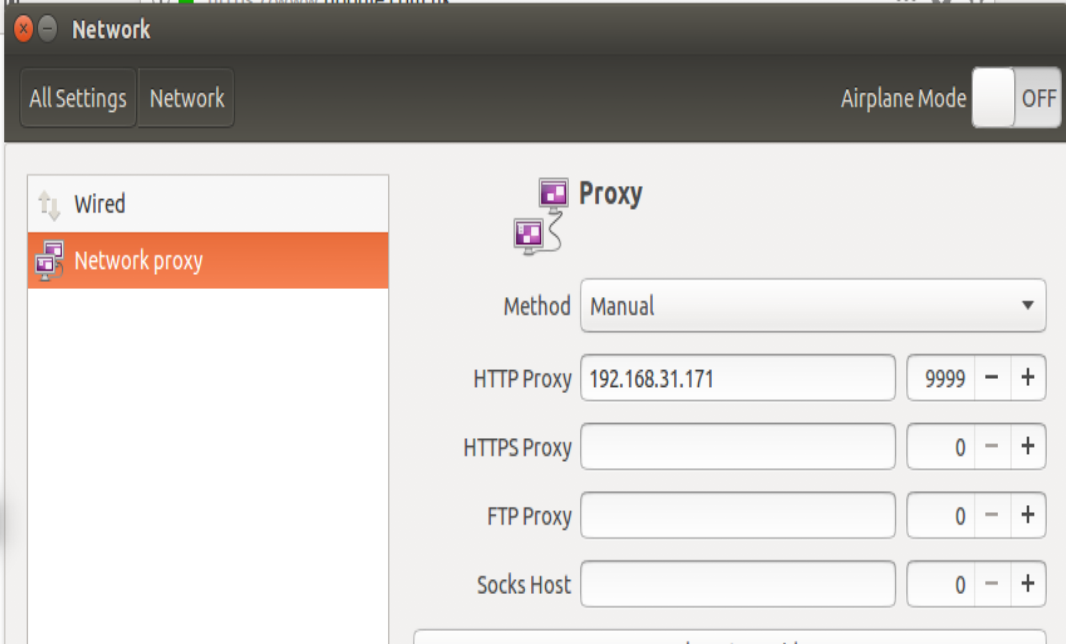 Network
All Settings Network Airplane Mode OFF
Wired
Network proxy
Proxy
Method Manual
HTTP Proxy 192.168.31.171 9999 − +
HTTPS Proxy 0 − +
FTP Proxy 0 − +
Socks Host 0 − +